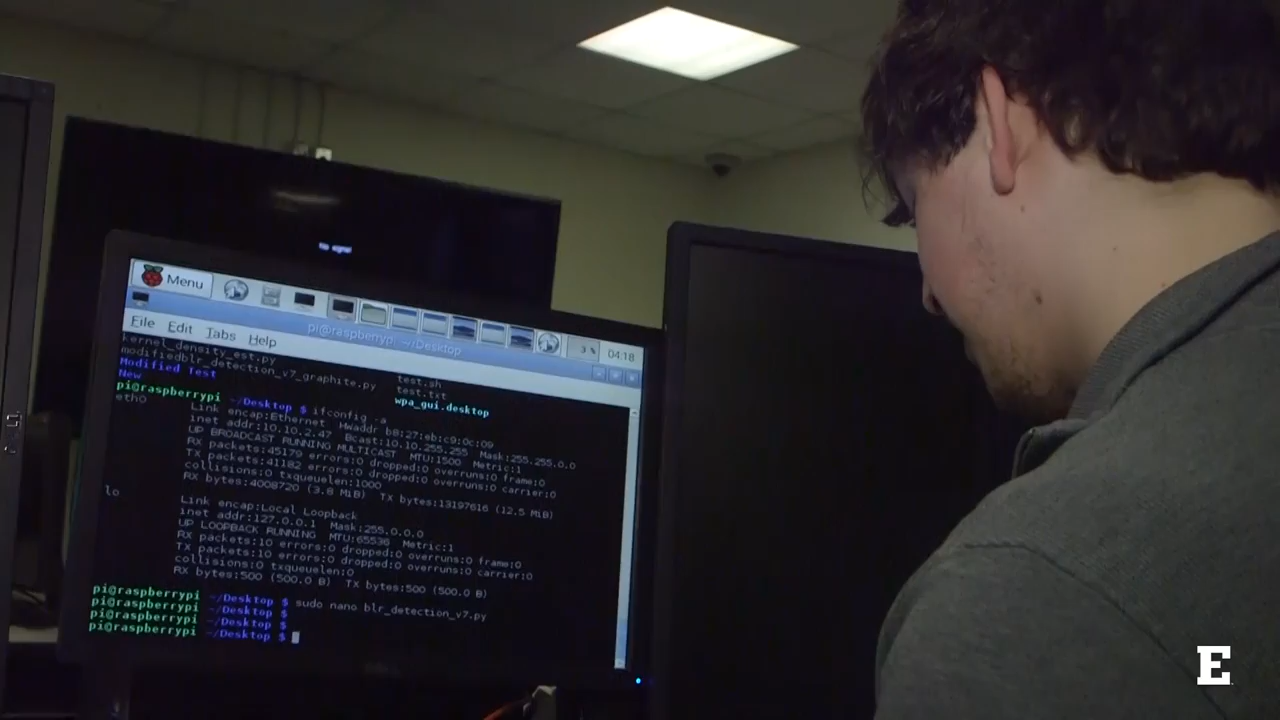 No signal
Menu
3 %
04:18
pi@raspberrypi: ~/Desktop
File Edit Tabs Help
kernel_density_est.py
modifiedblr_detection_v7_graphite.py test.sh
Modified Test test.txt
New wpa_gui.desktop
pi@raspberrypi ~/Desktop $ ifconfig -a
eth0 Link encap:Ethernet HWaddr b8:27:eb:c9:0c:09
inet addr:10.10.2.47 Bcast:10.10.255.255 Mask:255.255.0.0
UP BROADCAST RUNNING MULTICAST MTU:1500 Metric:1
RX packets:45179 errors:0 dropped:0 overruns:0 frame:0
TX packets:41182 errors:0 dropped:0 overruns:0 carrier:0
collisions:0 txqueuelen:1000
RX bytes:4008720 (3.8 MiB) TX bytes:13197616 (12.5 MiB)
lo Link encap:Local Loopback
inet addr:127.0.0.1 Mask:255.0.0.0
UP LOOPBACK RUNNING MTU:65536 Metric:1
RX packets:10 errors:0 dropped:0 overruns:0 frame:0
TX packets:10 errors:0 dropped:0 overruns:0 carrier:0
collisions:0 txqueuelen:0
RX bytes:500 (500.0 B) TX bytes:500 (500.0 B)
pi@raspberrypi ~/Desktop $ sudo nano blr_detection_v7.py
pi@raspberrypi ~/Desktop $
pi@raspberrypi ~/Desktop $
pi@raspberrypi ~/Desktop $
E